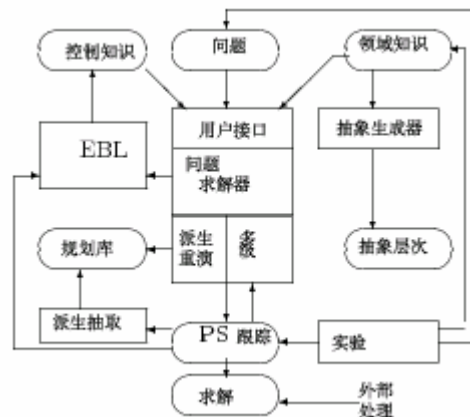 控制知识
问题
领域知识
用户接口
抽象生成器
EBL
问题
求解器
规划库
派生
重演
多
级
抽象层次
派生抽取
PS 跟踪
实验
求解
外部
处理